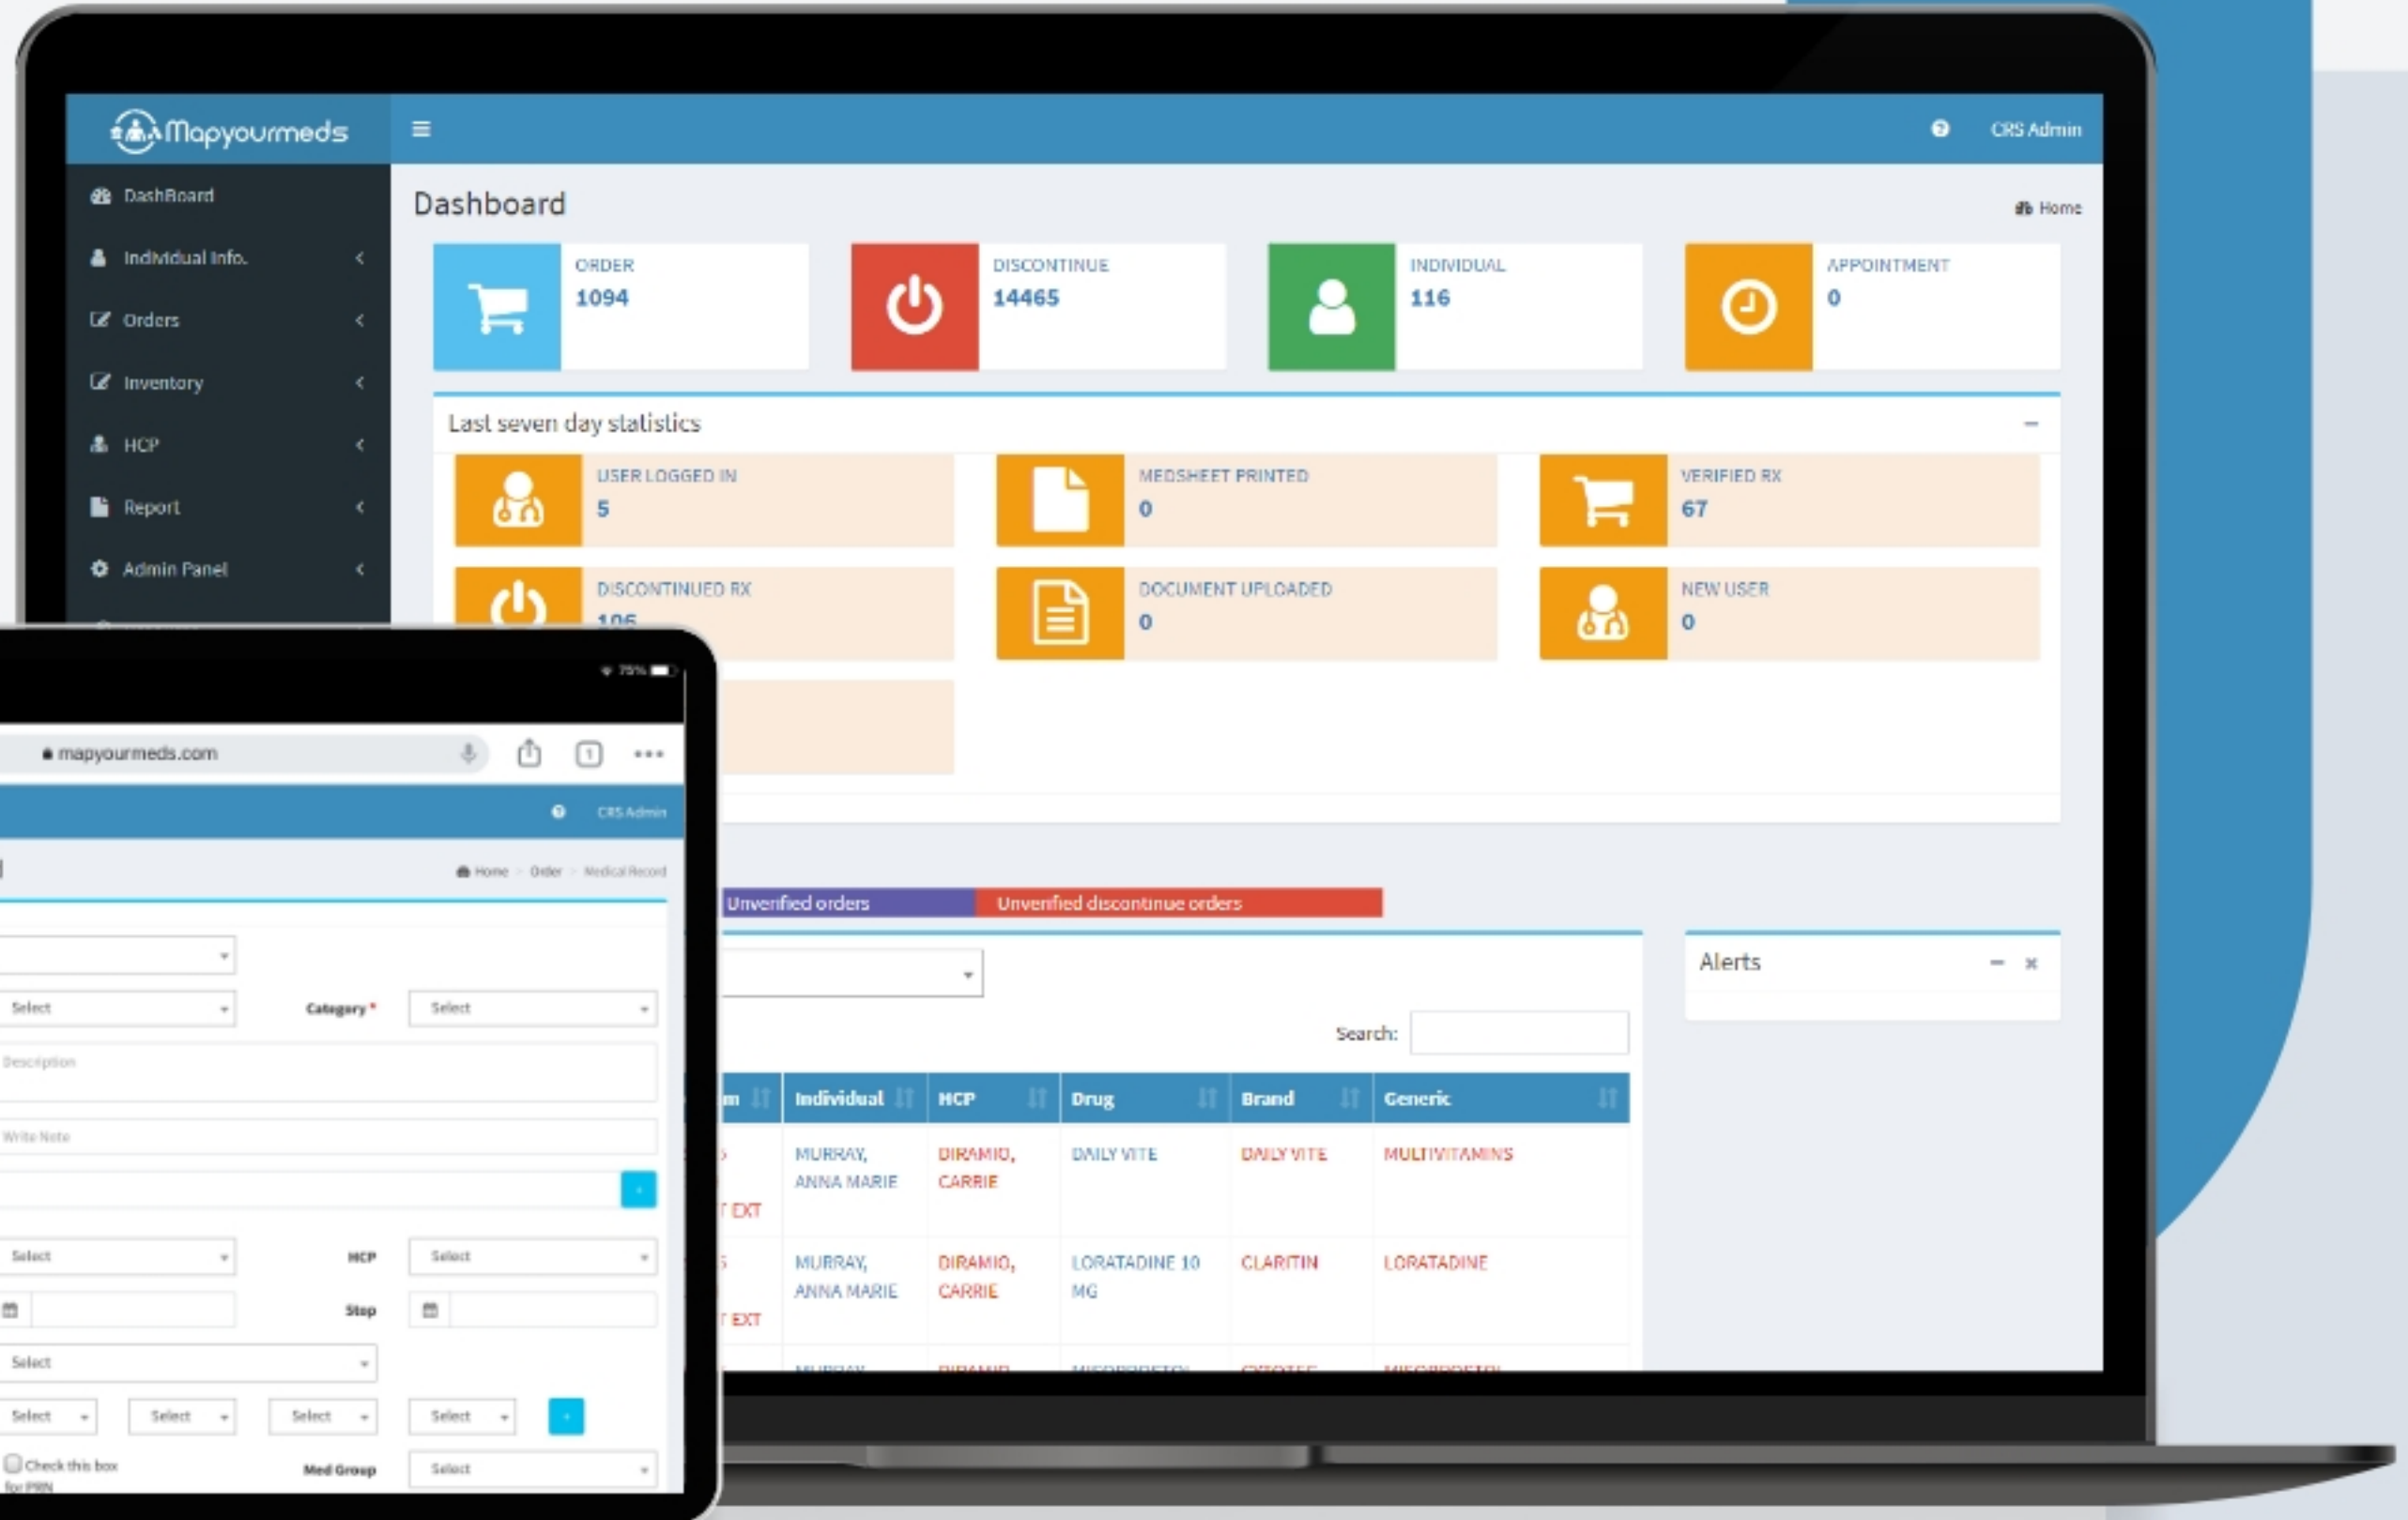 Mapyourmeds
CRS Admin
DashBoard
Individual Info.
Orders
Inventory
HCP
Report
Admin Panel
Dashboard
Home
ORDER
1094
DISCONTINUE
14465
INDIVIDUAL
116
APPOINTMENT
0
Last seven day statistics
USER LOGGED IN
5
MEDSHEET PRINTED
0
VERIFIED RX
67
DISCONTINUED RX
106
DOCUMENT UPLOADED
0
NEW USER
0
Unverified orders
Unverified discontinue orders
Alerts
Search:
Individual HCP Drug Brand Generic
MURRAY, DIRAMIO, DAILY VITE DAILY VITE MULTIVITAMINS
ANNA MARIE CARRIE
EXT
MURRAY, DIRAMIO, LORATADINE 10 CLARITIN LORATADINE
ANNA MARIE CARRIE MG
EXT
75%
mapyourmeds.com
1
CRS Admin
Home > Order > Medical Record
Select Category * Select
Description
Write Note
Select HCP Select
Stop
Select
Select Select Select Select
Check this box Med Group Select
for PRN